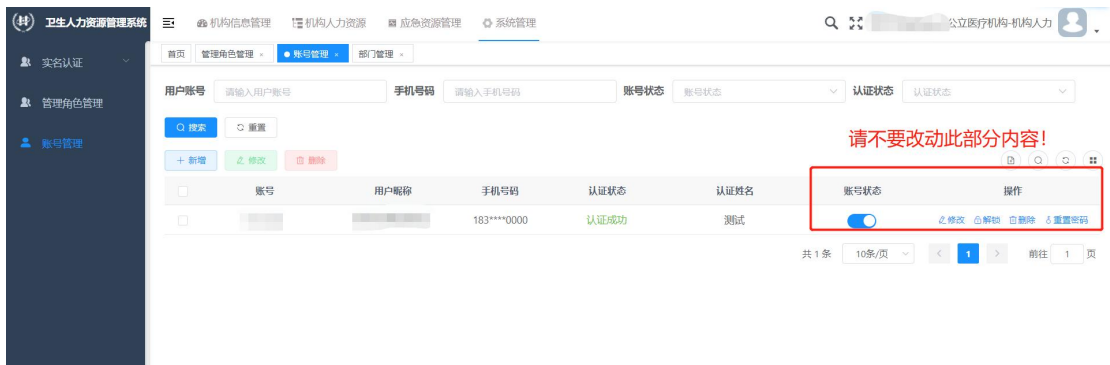 卫生人力资源管理系统 机构信息管理 机构人力资源 应急资源管理 系统管理 公立医疗机构-机构人力
首页 管理角色管理 × 账号管理 × 部门管理 ×
实名认证
管理角色管理
账号管理
用户账号 请输入用户账号 手机号码 请输入手机号码 账号状态 账号状态 认证状态 认证状态
搜索 重置
请不要改动此部分内容!
+ 新增 修改 删除
账号 用户昵称 手机号码 认证状态 认证姓名 账号状态 操作
183****0000 认证成功 测试 修改 解锁 删除 重置密码
共 1 条 10条/页 < 1 > 前往 1 页